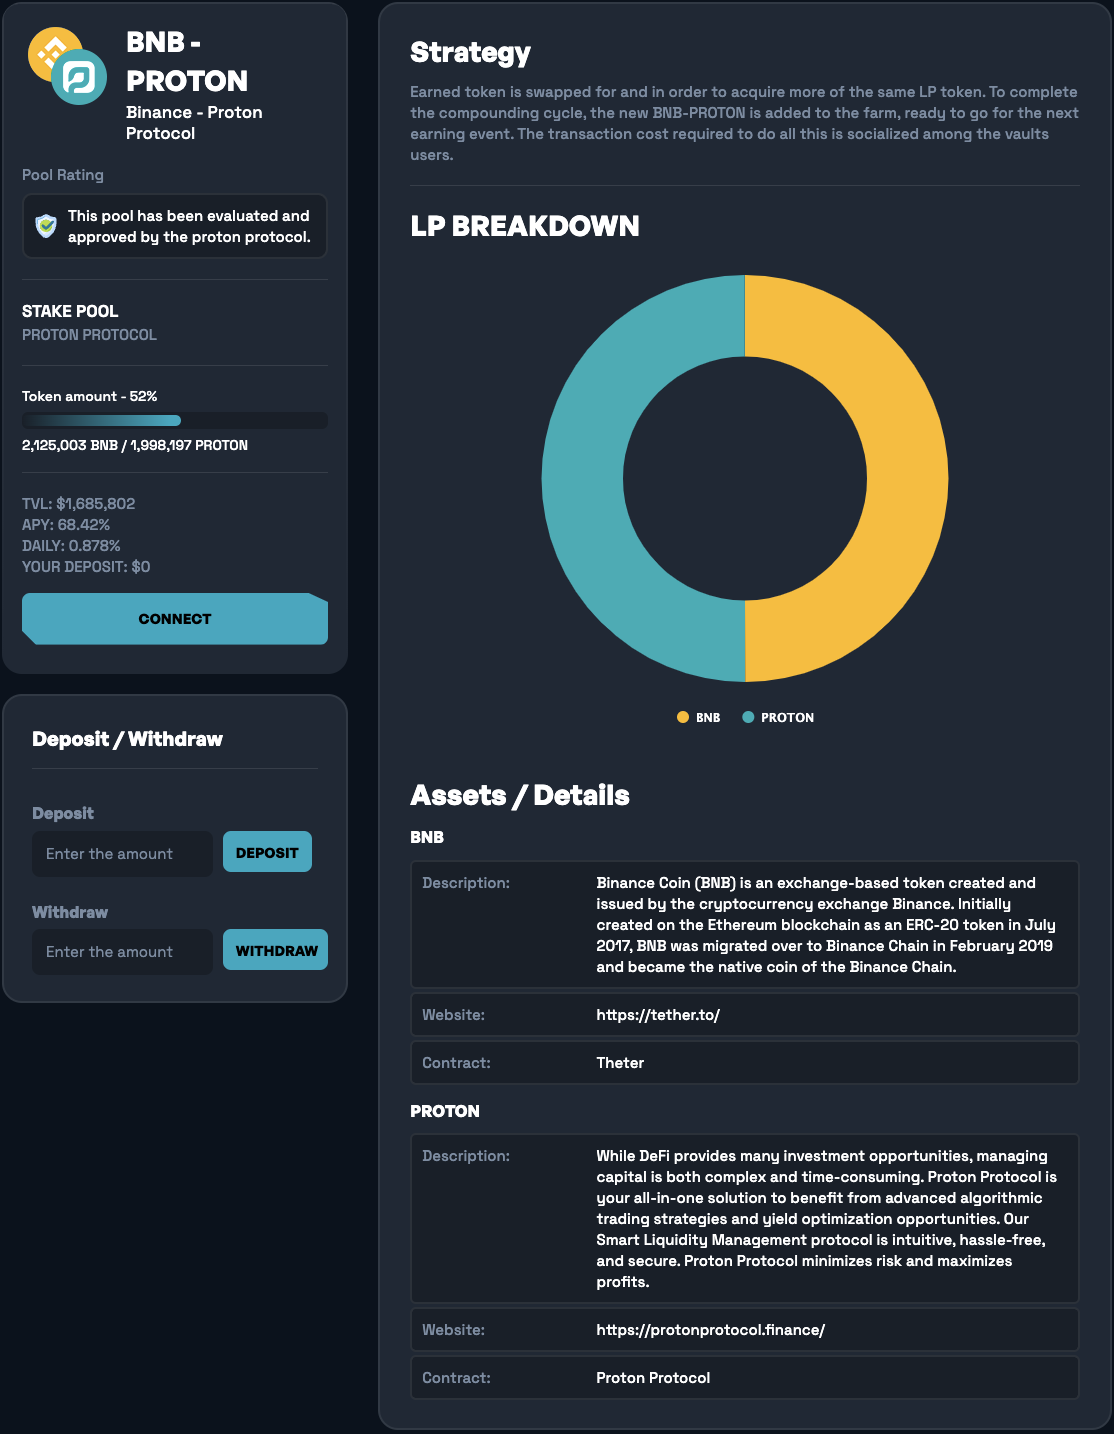 BNB -
PROTON
Binance - Proton
Protocol
Pool Rating
This pool has been evaluated and
approved by the proton protocol.
STAKE POOL
PROTON PROTOCOL
Token amount - 52%
2,125,003 BNB / 1,998,197 PROTON
TVL: $1,685,802
APY: 68.42%
DAILY: 0.878%
YOUR DEPOSIT: $0
CONNECT
Deposit / Withdraw
Deposit
Enter the amount
DEPOSIT
Withdraw
Enter the amount
WITHDRAW
Strategy
Earned token is swapped for and in order to acquire more of the same LP token. To complete
the compounding cycle, the new BNB-PROTON is added to the farm, ready to go for the next
earning event. The transaction cost required to do all this is socialized among the vaults
users.
LP BREAKDOWN
BNB
PROTON
Assets / Details
BNB
Description:
Binance Coin (BNB) is an exchange-based token created and
issued by the cryptocurrency exchange Binance. Initially
created on the Ethereum blockchain as an ERC-20 token in July
2017, BNB was migrated over to Binance Chain in February 2019
and became the native coin of the Binance Chain.
Website:
https://tether.to/
Contract:
Theter
PROTON
Description:
While DeFi provides many investment opportunities, managing
capital is both complex and time-consuming. Proton Protocol is
your all-in-one solution to benefit from advanced algorithmic
trading strategies and yield optimization opportunities. Our
Smart Liquidity Management protocol is intuitive, hassle-free,
and secure. Proton Protocol minimizes risk and maximizes
profits.
Website:
https://protonprotocol.finance/
Contract:
Proton Protocol